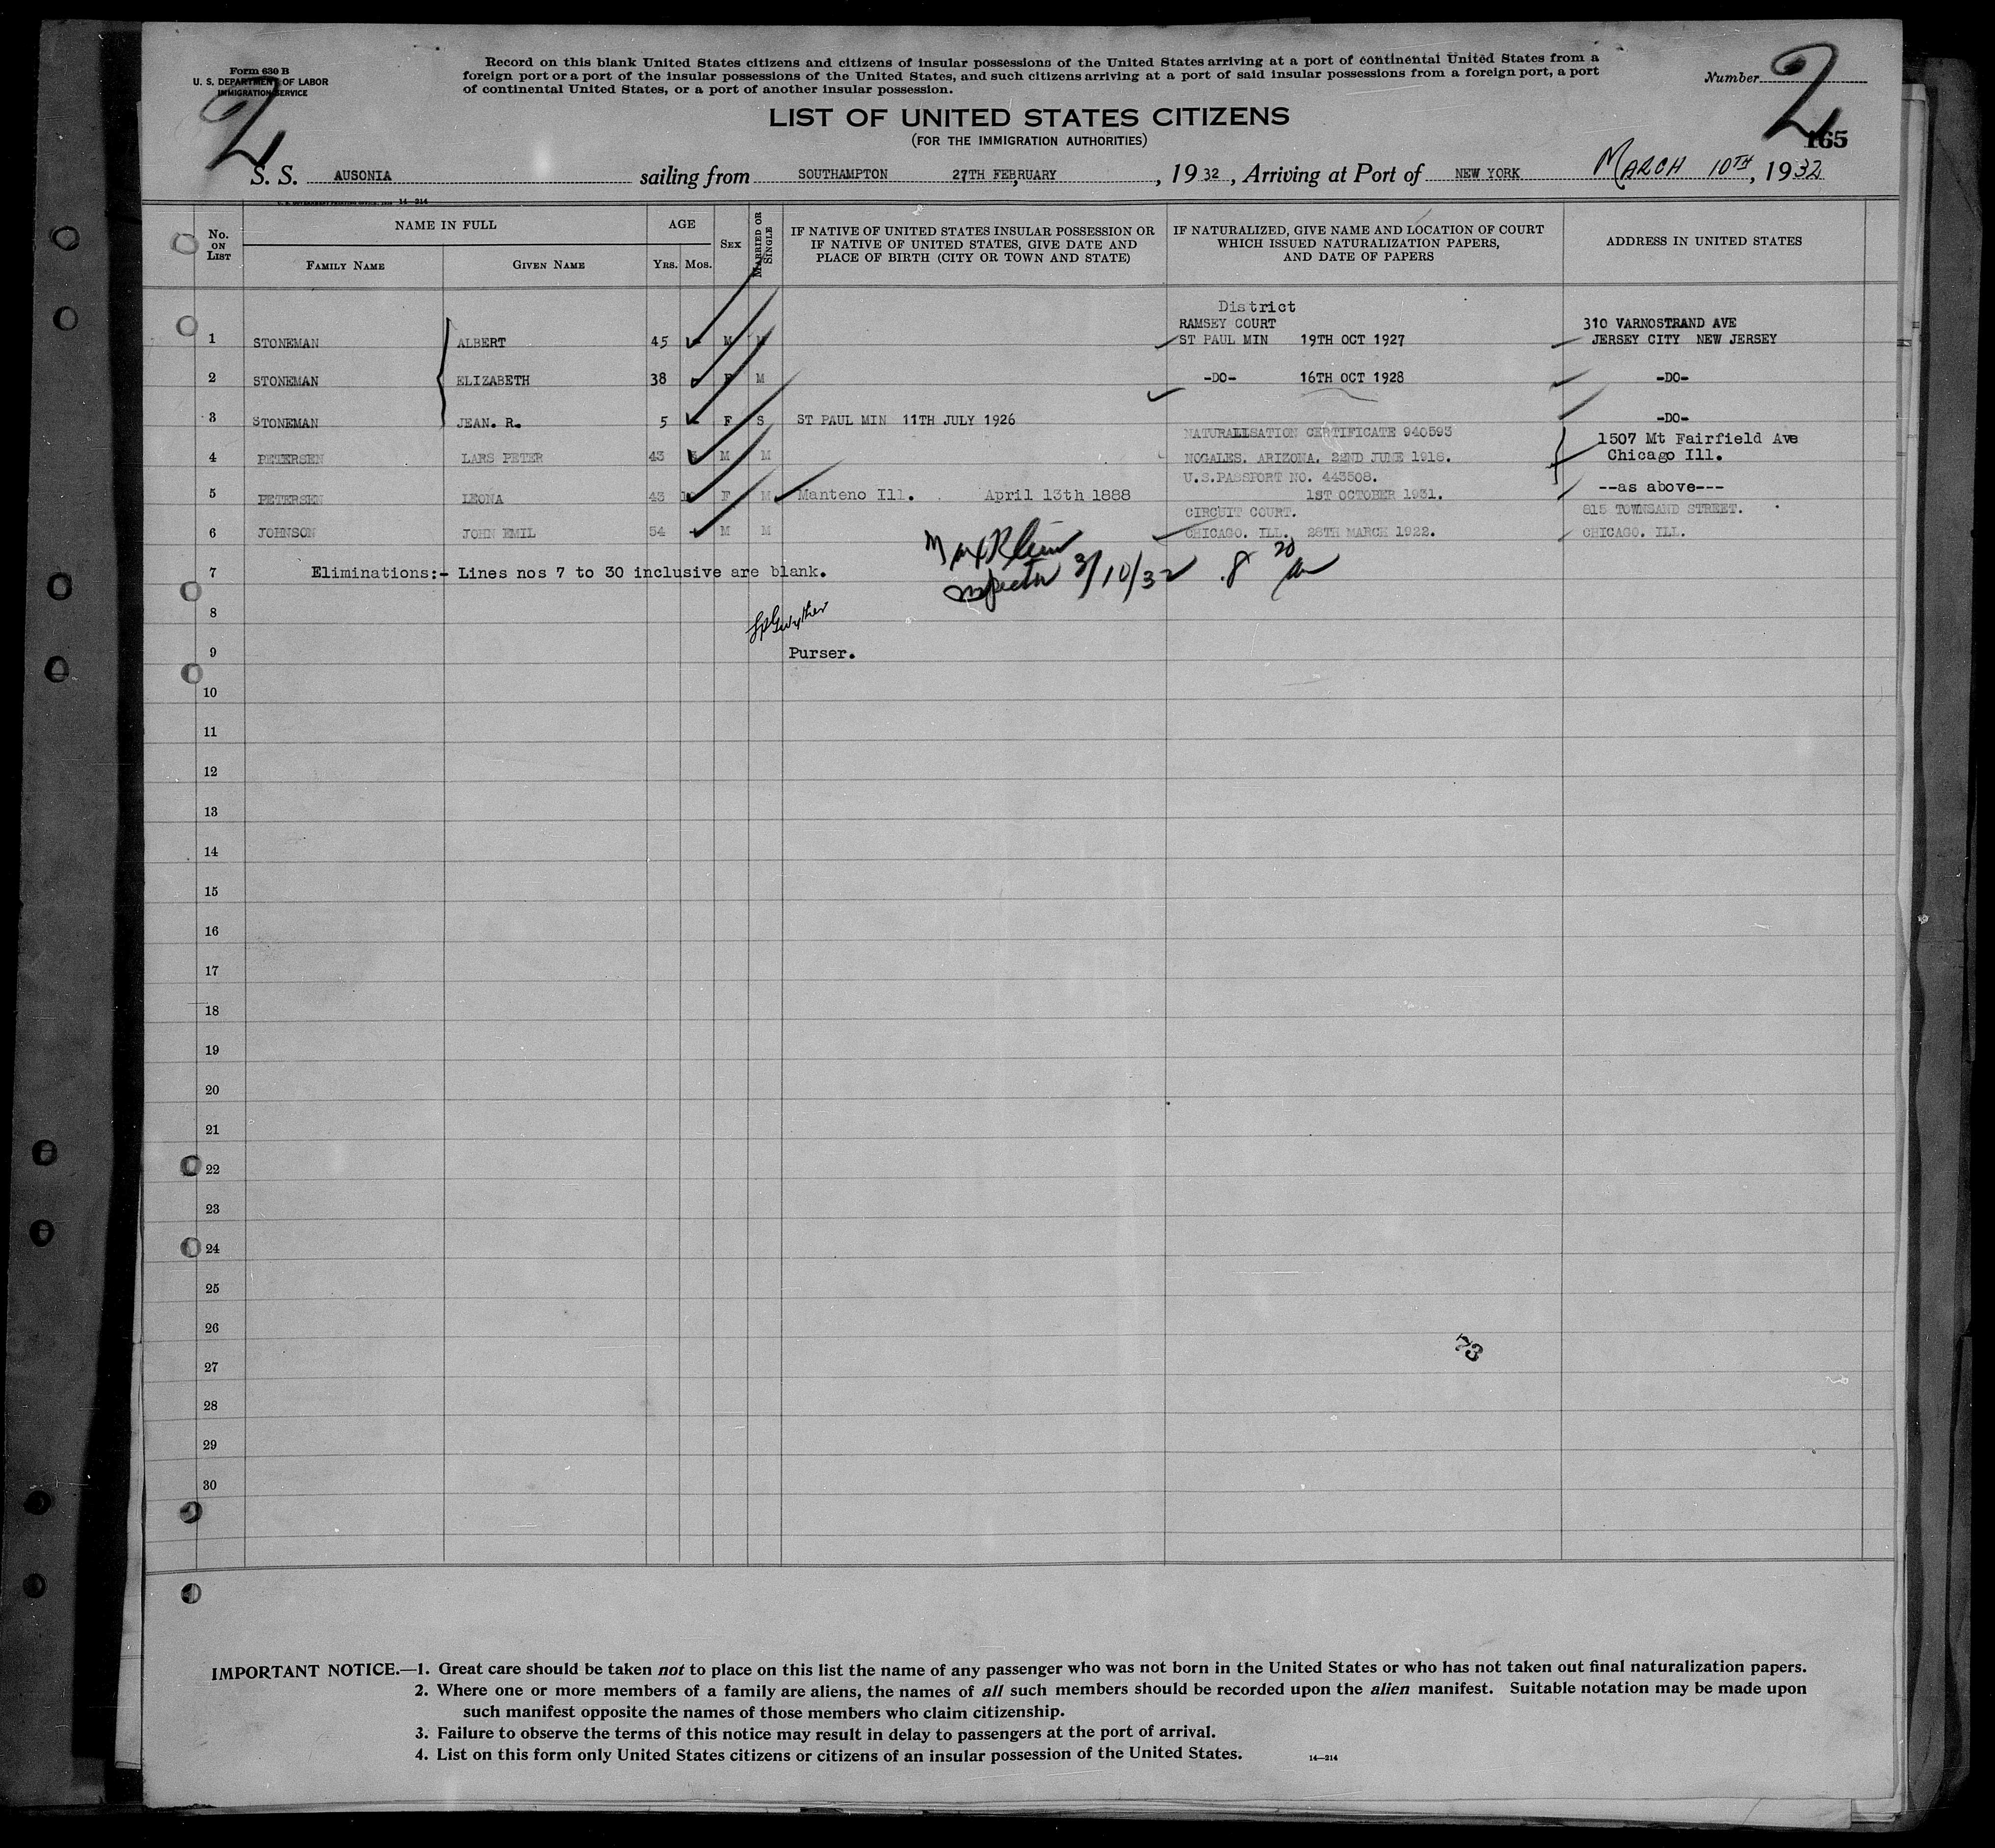 Form 630 B
U. S. DEPARTMENT OF LABOR
IMMIGRATION SERVICE
2
Record on this blank United States citizens and citizens of insular possessions of the United States arriving at a port of continental United States from a
foreign port or a port of the insular possessions of the United States, and such citizens arriving at a port of said insular possessions from a foreign port, a port
of continental United States, or a port of another insular possession.
Number 2
165
LIST OF UNITED STATES CITIZENS
(FOR THE IMMIGRATION AUTHORITIES)
S. S. AUSONIA sailing from SOUTHAMPTON 27TH FEBRUARY, 1932, Arriving at Port of NEW YORK MARCH 10TH, 1932
14-214
No. ON LIST NAME IN FULL FAMILY NAME GIVEN NAME AGE YRS. MOS. SEX MARRIED OR SINGLE
IF NATIVE OF UNITED STATES INSULAR POSSESSION OR
IF NATIVE OF UNITED STATES, GIVE DATE AND
PLACE OF BIRTH (CITY OR TOWN AND STATE)
IF NATURALIZED, GIVE NAME AND LOCATION OF COURT
WHICH ISSUED NATURALIZATION PAPERS,
AND DATE OF PAPERS
ADDRESS IN UNITED STATES
District
RAMSEY COURT 310 VARNOSTRAND AVE
1 STONEMAN ALBERT 45 M M ST PAUL MIN 19TH OCT 1927 JERSEY CITY NEW JERSEY
2 STONEMAN ELIZABETH 38 F M -DO- 16TH OCT 1928 -DO-
3 STONEMAN JEAN. R. 5 F S ST PAUL MIN 11TH JULY 1926 -DO-
NATURALISATION CERTIFICATE 940593 1507 Mt Fairfield Ave
4 PETERSEN LARS PETER 43 M M NOGALES. ARIZONA. 22ND JUNE 1918. Chicago Ill.
U.S.PASSPORT NO. 443508.
5 PETERSEN LEONA 43 F M Manteno Ill. April 13th 1888 1ST OCTOBER 1931. --as above---
CIRCUIT COURT. 815 TOWNSAND STREET.
6 JOHNSON JOHN EMIL 54 M M CHICAGO. ILL. 28TH MARCH 1922. CHICAGO. ILL.
7 Eliminations:- Lines nos 7 to 30 inclusive are blank.
Inspector 3/10/32 8 20 am
8
9 Purser.
10
11
12
13
14
15
16
17
18
19
20
21
22
23
24
25
26
73
27
28
29
30
IMPORTANT NOTICE.—1. Great care should be taken not to place on this list the name of any passenger who was not born in the United States or who has not taken out final naturalization papers.
2. Where one or more members of a family are aliens, the names of all such members should be recorded upon the alien manifest. Suitable notation may be made upon
such manifest opposite the names of those members who claim citizenship.
3. Failure to observe the terms of this notice may result in delay to passengers at the port of arrival.
4. List on this form only United States citizens or citizens of an insular possession of the United States.
14—214